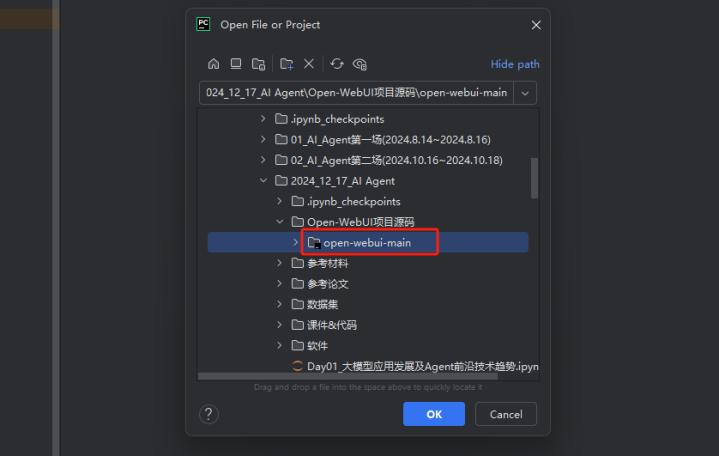 PC
Open File or Project
Hide path
024_12_17_AI Agent\Open-WebUI项目源码\open-webui-main
.ipynb_checkpoints
01_AI_Agent第一场(2024.8.14~2024.8.16)
02_AI_Agent第二场(2024.10.16~2024.10.18)
2024_12_17_AI Agent
.ipynb_checkpoints
Open-WebUI项目源码
open-webui-main
参考材料
参考论文
数据集
课件&代码
软件
Day01_大模型应用发展及Agent前沿技术趋势.ipyn
Drag and drop a file into the space above to quickly locate it
?
OK
Cancel